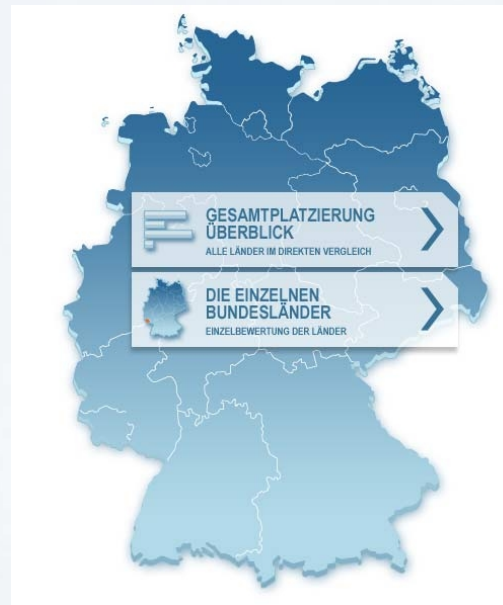 GESAMTPLATZIERUNG
ÜBERBLICK
ALLE LÄNDER IM DIREKTEN VERGLEICH
DIE EINZELNEN
BUNDESLÄNDER
EINZELBEWERTUNG DER LÄNDER